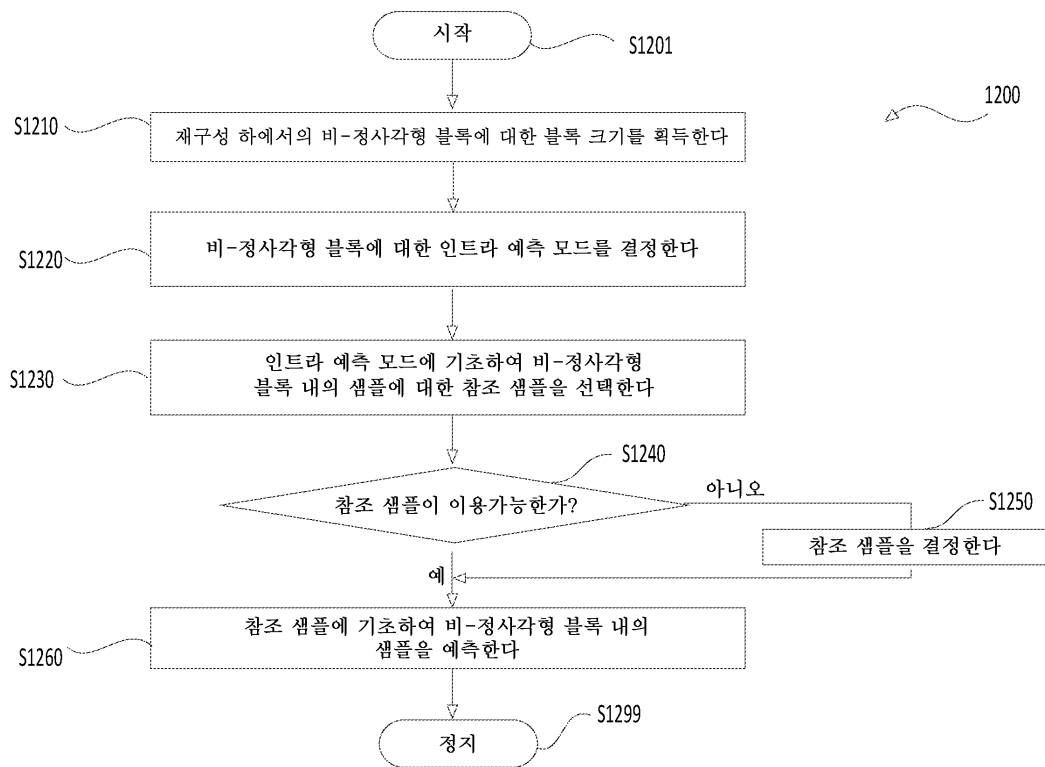 시작
S1201
1200
S1210
재구성 하에서의 비-정사각형 블록에 대한 블록 크기를 획득한다
비-정사각형 블록에 대한 인트라 예측 모드를 결정한다
S1220
인트라 예측 모드에 기초하여 비-정사각형
블록 내의 샘플에 대한 참조 샘플을 선택한다
S1230
S1240
참조 샘플이 이용가능한가?
아니오
S1250
참조 샘플을 결정한다
예
참조 샘플에 기초하여 비-정사각형 블록 내의
샘플을 예측한다
S1260
S1299
정지